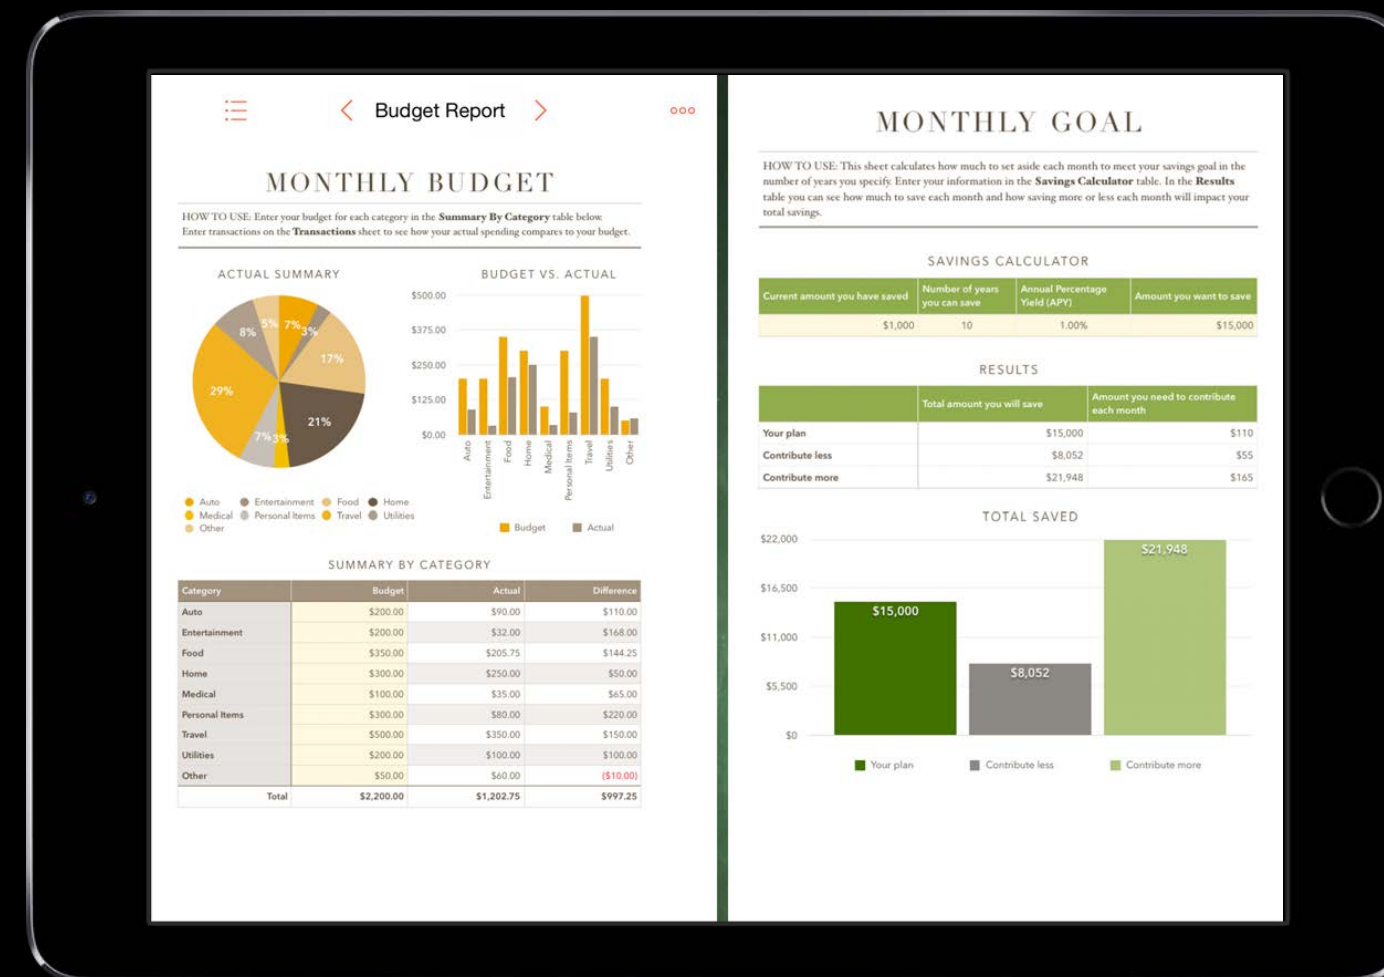 Budget Report
MONTHLY BUDGET
HOW TO USE: Enter your budget for each category in the Summary By Category table below.
Enter transactions on the Transactions sheet to see how your actual spending compares to your budget.
ACTUAL SUMMARY
5% 7% 3%
8%
17%
29%
21%
7% 3%
Auto Entertainment Food Home
Medical Personal Items Travel Utilities
Other
BUDGET VS. ACTUAL
$500.00
$375.00
$250.00
$125.00
$0.00
Auto
Entertainment
Food
Home
Medical
Personal Items
Travel
Utilities
Other
Budget Actual
SUMMARY BY CATEGORY
Category Budget Actual Difference
Auto $200.00 $90.00 $110.00
Entertainment $200.00 $32.00 $168.00
Food $350.00 $205.75 $144.25
Home $300.00 $250.00 $50.00
Medical $100.00 $35.00 $65.00
Personal Items $300.00 $80.00 $220.00
Travel $500.00 $350.00 $150.00
Utilities $200.00 $100.00 $100.00
Other $50.00 $60.00 ($10.00)
Total $2,200.00 $1,202.75 $997.25
MONTHLY GOAL
HOW TO USE: This sheet calculates how much to set aside each month to meet your savings goal in the
number of years you specify. Enter your information in the Savings Calculator table. In the Results
table you can see how much to save each month and how saving more or less each month will impact your
total savings.
SAVINGS CALCULATOR
Current amount you have saved
Number of years
you can save
Annual Percentage
Yield (APY)
Amount you want to save
$1,000 10 1.00% $15,000
RESULTS
Total amount you will save
Amount you need to contribute
each month
Your plan $15,000 $110
Contribute less $8,052 $55
Contribute more $21,948 $165
TOTAL SAVED
$22,000
$16,500
$11,000
$5,500
$0
$15,000
$8,052
$21,948
Your plan Contribute less Contribute more